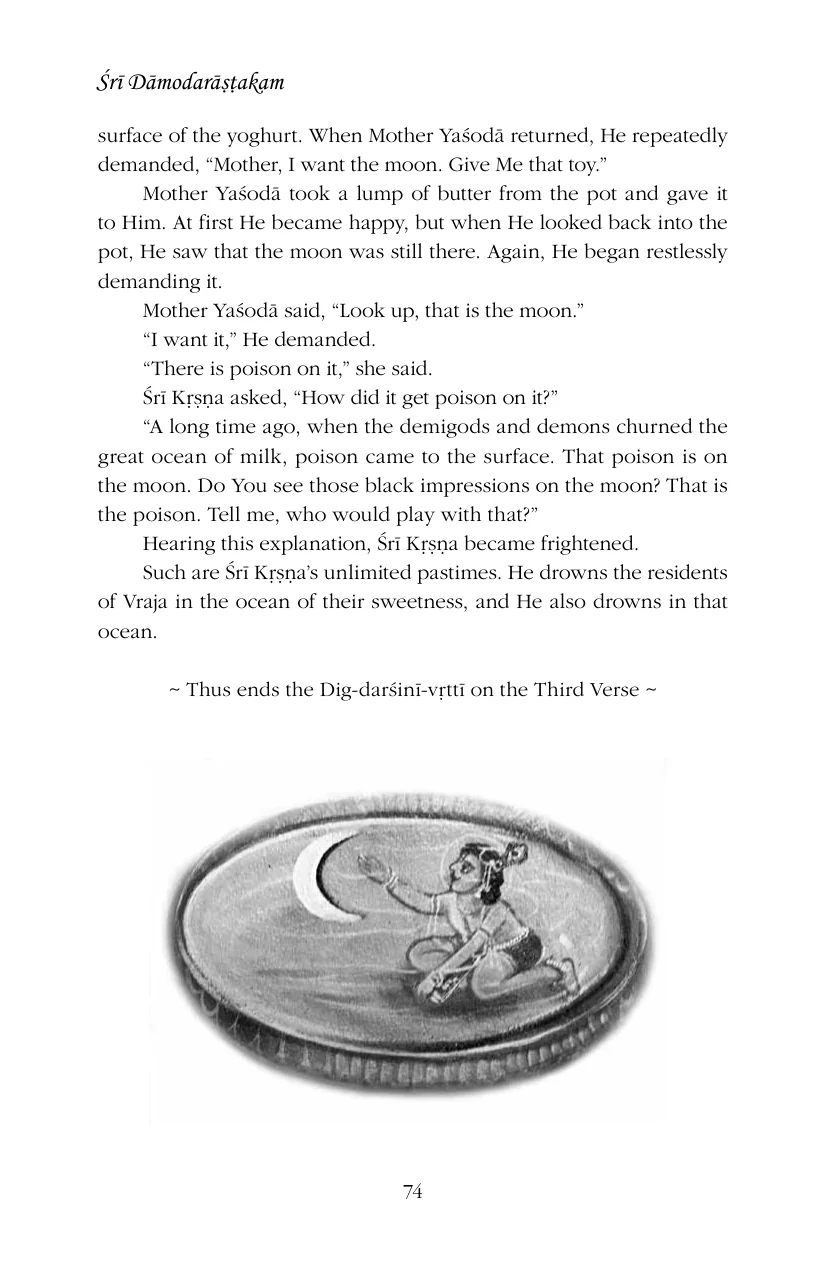 Śrī Dāmodarāṣṭakam
surface of the yoghurt. When Mother Yaśodā returned, He repeatedly
demanded, “Mother, I want the moon. Give Me that toy.”
Mother Yaśodā took a lump of butter from the pot and gave it
to Him. At first He became happy, but when He looked back into the
pot, He saw that the moon was still there. Again, He began restlessly
demanding it.
Mother Yaśodā said, “Look up, that is the moon.”
“I want it,” He demanded.
“There is poison on it,” she said.
Śrī Kṛṣṇa asked, “How did it get poison on it?”
“A long time ago, when the demigods and demons churned the
great ocean of milk, poison came to the surface. That poison is on
the moon. Do You see those black impressions on the moon? That is
the poison. Tell me, who would play with that?”
Hearing this explanation, Śrī Kṛṣṇa became frightened.
Such are Śrī Kṛṣṇa’s unlimited pastimes. He drowns the residents
of Vraja in the ocean of their sweetness, and He also drowns in that
ocean.
~ Thus ends the Dig-darśinī-vṛttī on the Third Verse ~
74